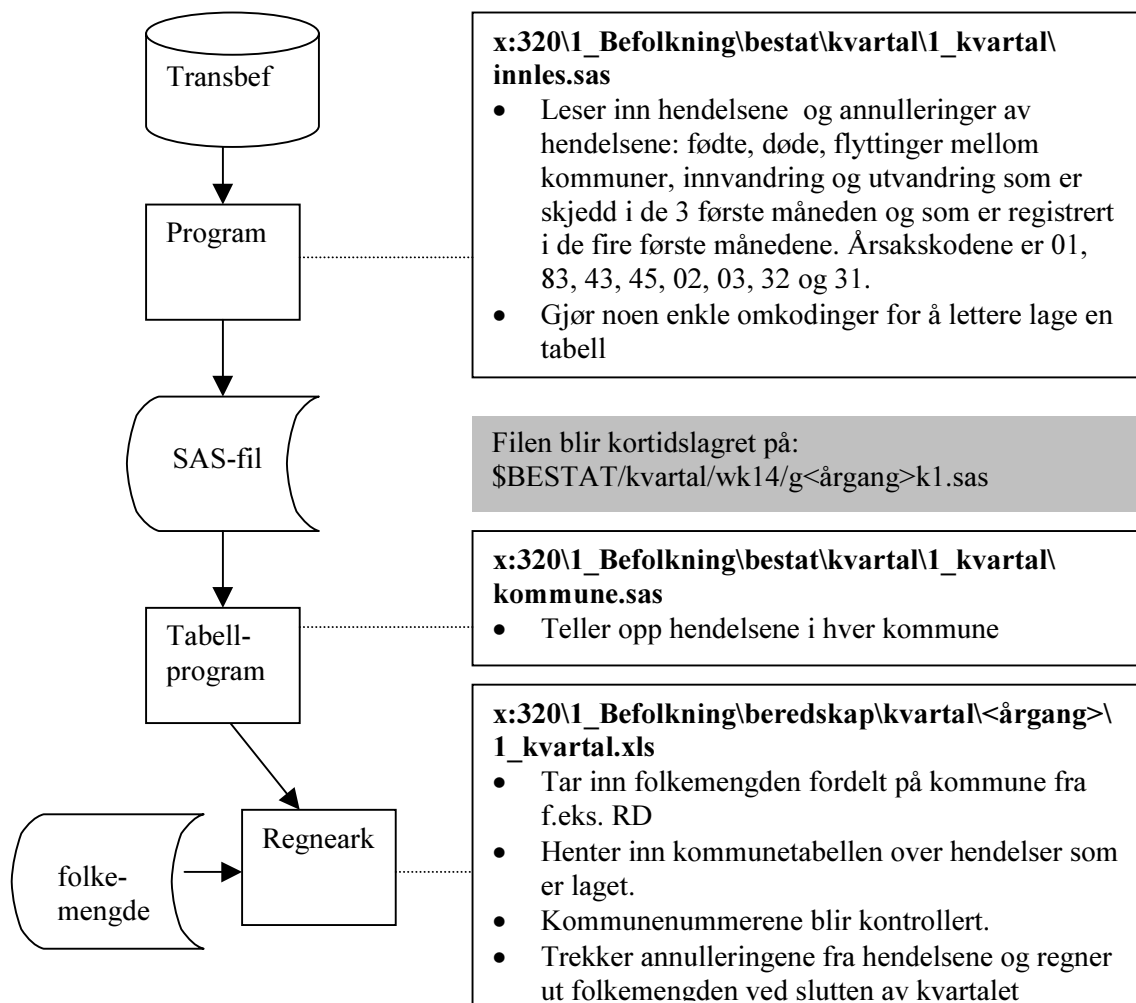 Transbef
x:320\1_Befolkning\bestat\kvartal\1_kvartal\
innles.sas
• Leser inn hendelsene og annulleringer av
hendelsene: fødte, døde, flyttinger mellom
kommuner, innvandring og utvandring som er
skjedd i de 3 første måneden og som er registrert
i de fire første månedene. Årsakskodene er 01,
83, 43, 45, 02, 03, 32 og 31.
• Gjør noen enkle omkodinger for å lettere lage en
tabell
Program
SAS-fil
Filen blir kortidslagret på:
$BESTAT/kvartal/wk14/g<årgang>k1.sas
Tabell-
program
x:320\1_Befolkning\bestat\kvartal\1_kvartal\
kommune.sas
• Teller opp hendelsene i hver kommune
folke-
mengde
Regneark
x:320\1_Befolkning\beredskap\kvartal\<årgang>\
1_kvartal.xls
• Tar inn folkemengden fordelt på kommune fra
f.eks. RD
• Henter inn kommunetabellen over hendelser som
er laget.
• Kommunenummerene blir kontrollert.
• Trekker annulleringene fra hendelsene og regner
ut folkemengden ved slutten av kvartalet